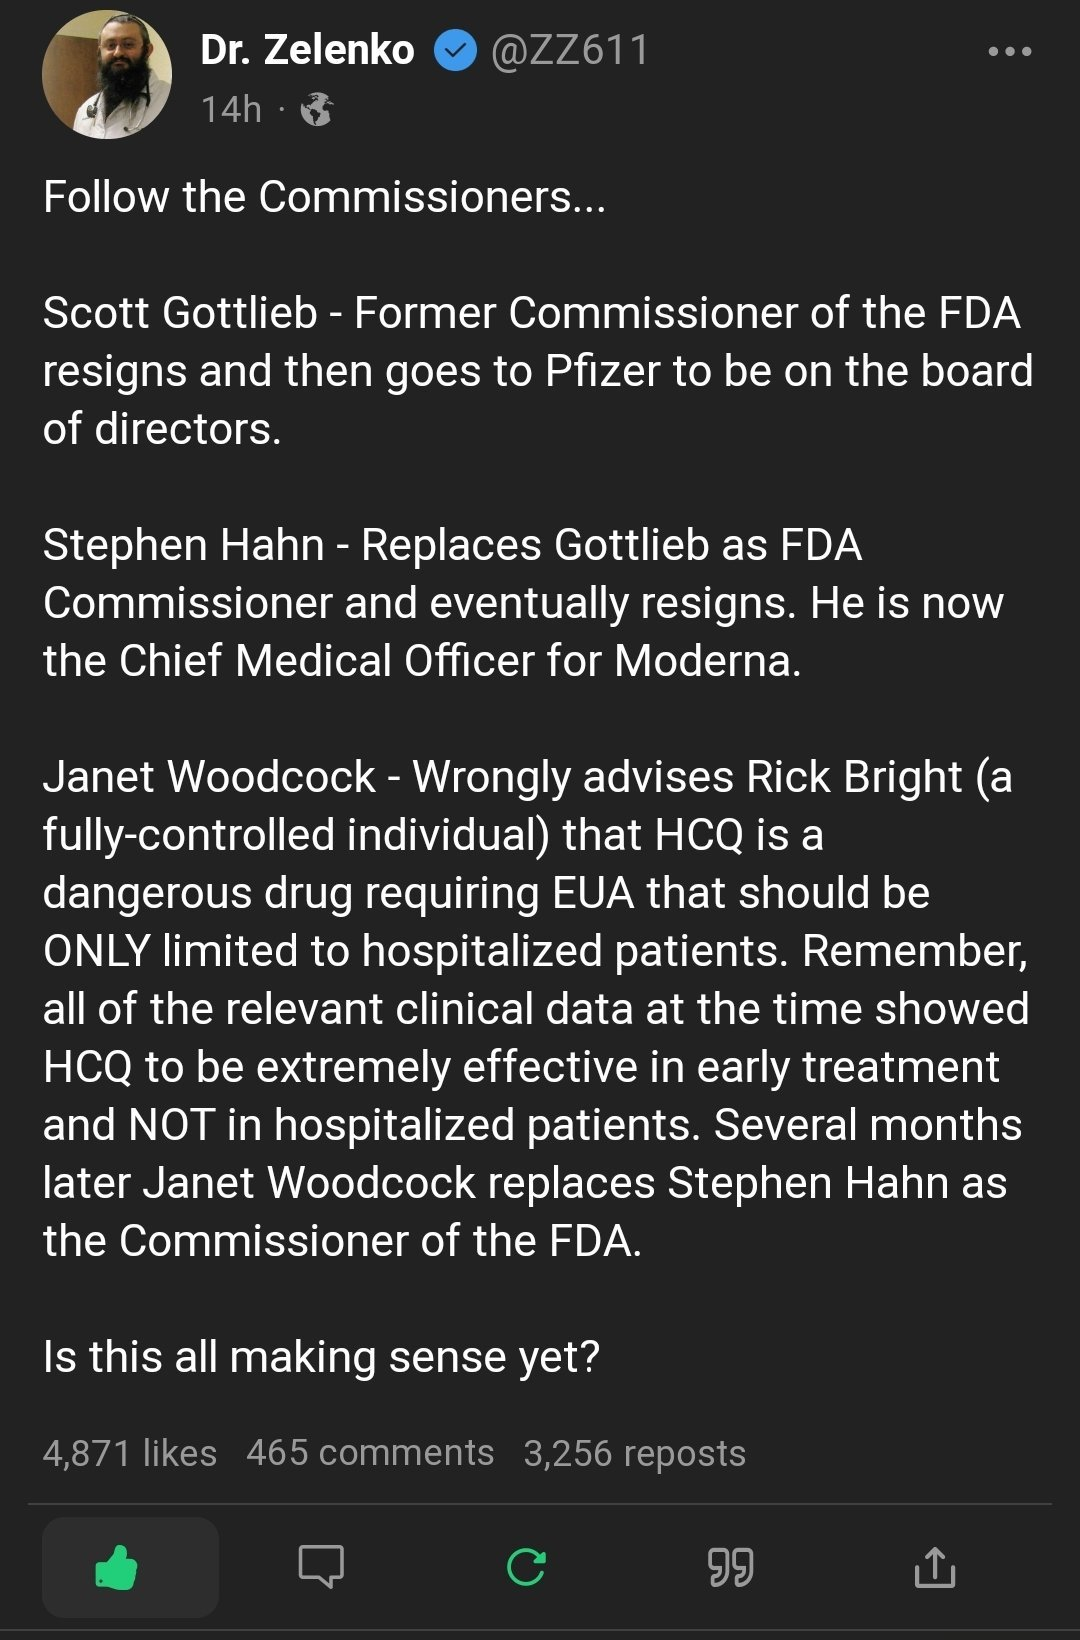 Dr. Zelenko @ZZ611
14h ·
Follow the Commissioners...
Scott Gottlieb - Former Commissioner of the FDA
resigns and then goes to Pfizer to be on the board
of directors.
Stephen Hahn - Replaces Gottlieb as FDA
Commissioner and eventually resigns. He is now
the Chief Medical Officer for Moderna.
Janet Woodcock - Wrongly advises Rick Bright (a
fully-controlled individual) that HCQ is a
dangerous drug requiring EUA that should be
ONLY limited to hospitalized patients. Remember,
all of the relevant clinical data at the time showed
HCQ to be extremely effective in early treatment
and NOT in hospitalized patients. Several months
later Janet Woodcock replaces Stephen Hahn as
the Commissioner of the FDA.
Is this all making sense yet?
4,871 likes 465 comments 3,256 reposts